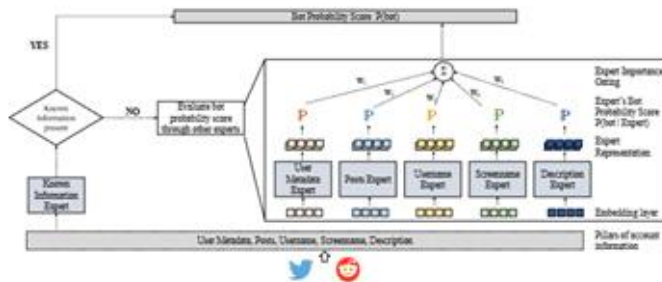 Bot Probability Score P(bot)
YES
Known
Information
present
NO
Evaluate bot
probability score
through other experts
Known
Information
Expert
Σ
Expert Importance
Gating
P
P
P
P
P
Expert's Bot
Probability Score
P(bot | Expert)
Expert
Representation
User
Metadata
Expert
Posts Expert
Username
Expert
Screenname
Expert
Description
Expert
Embedding layer
User Metadata, Posts, Username, Screenname, Description
Pillars of account
information